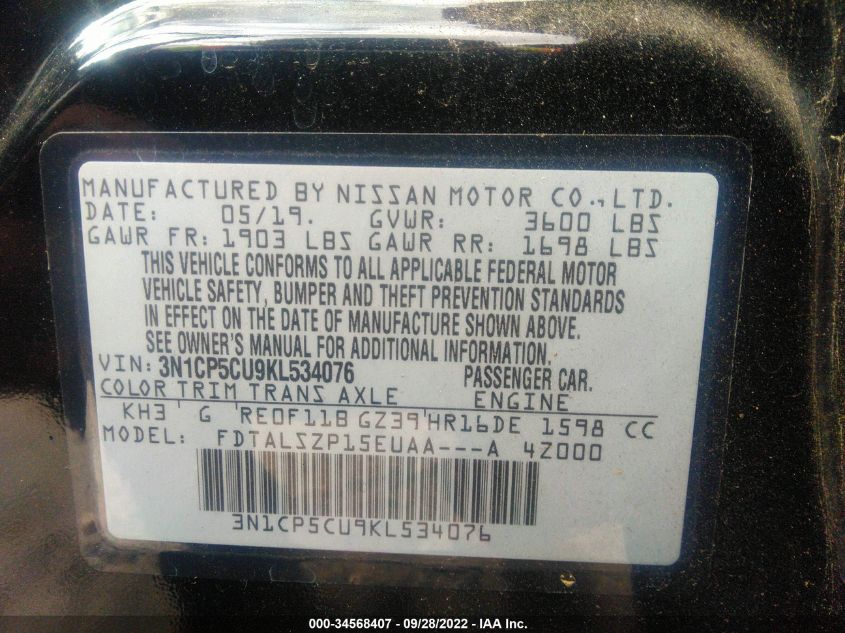 MANUFACTURED BY NISSAN MOTOR CO., LTD.
DATE: 05/19. GVWR: 3600 LBS
GAWR FR: 1903 LBS GAWR RR: 1698 LBS
THIS VEHICLE CONFORMS TO ALL APPLICABLE FEDERAL MOTOR
VEHICLE SAFETY, BUMPER AND THEFT PREVENTION STANDARDS
IN EFFECT ON THE DATE OF MANUFACTURE SHOWN ABOVE.
SEE OWNER'S MANUAL FOR ADDITIONAL INFORMATION.
VIN: 3N1CP5CU9KL534076 PASSENGER CAR.
COLOR TRIM TRANS AXLE ENGINE
KH3 G RE0F11B GZ39 HR16DE 1598 CC
MODEL: FDTALSZP15EUAA---A 4Z000
3N1CP5CU9KL534076
000-34568407 - 09/28/2022 - IAA Inc.